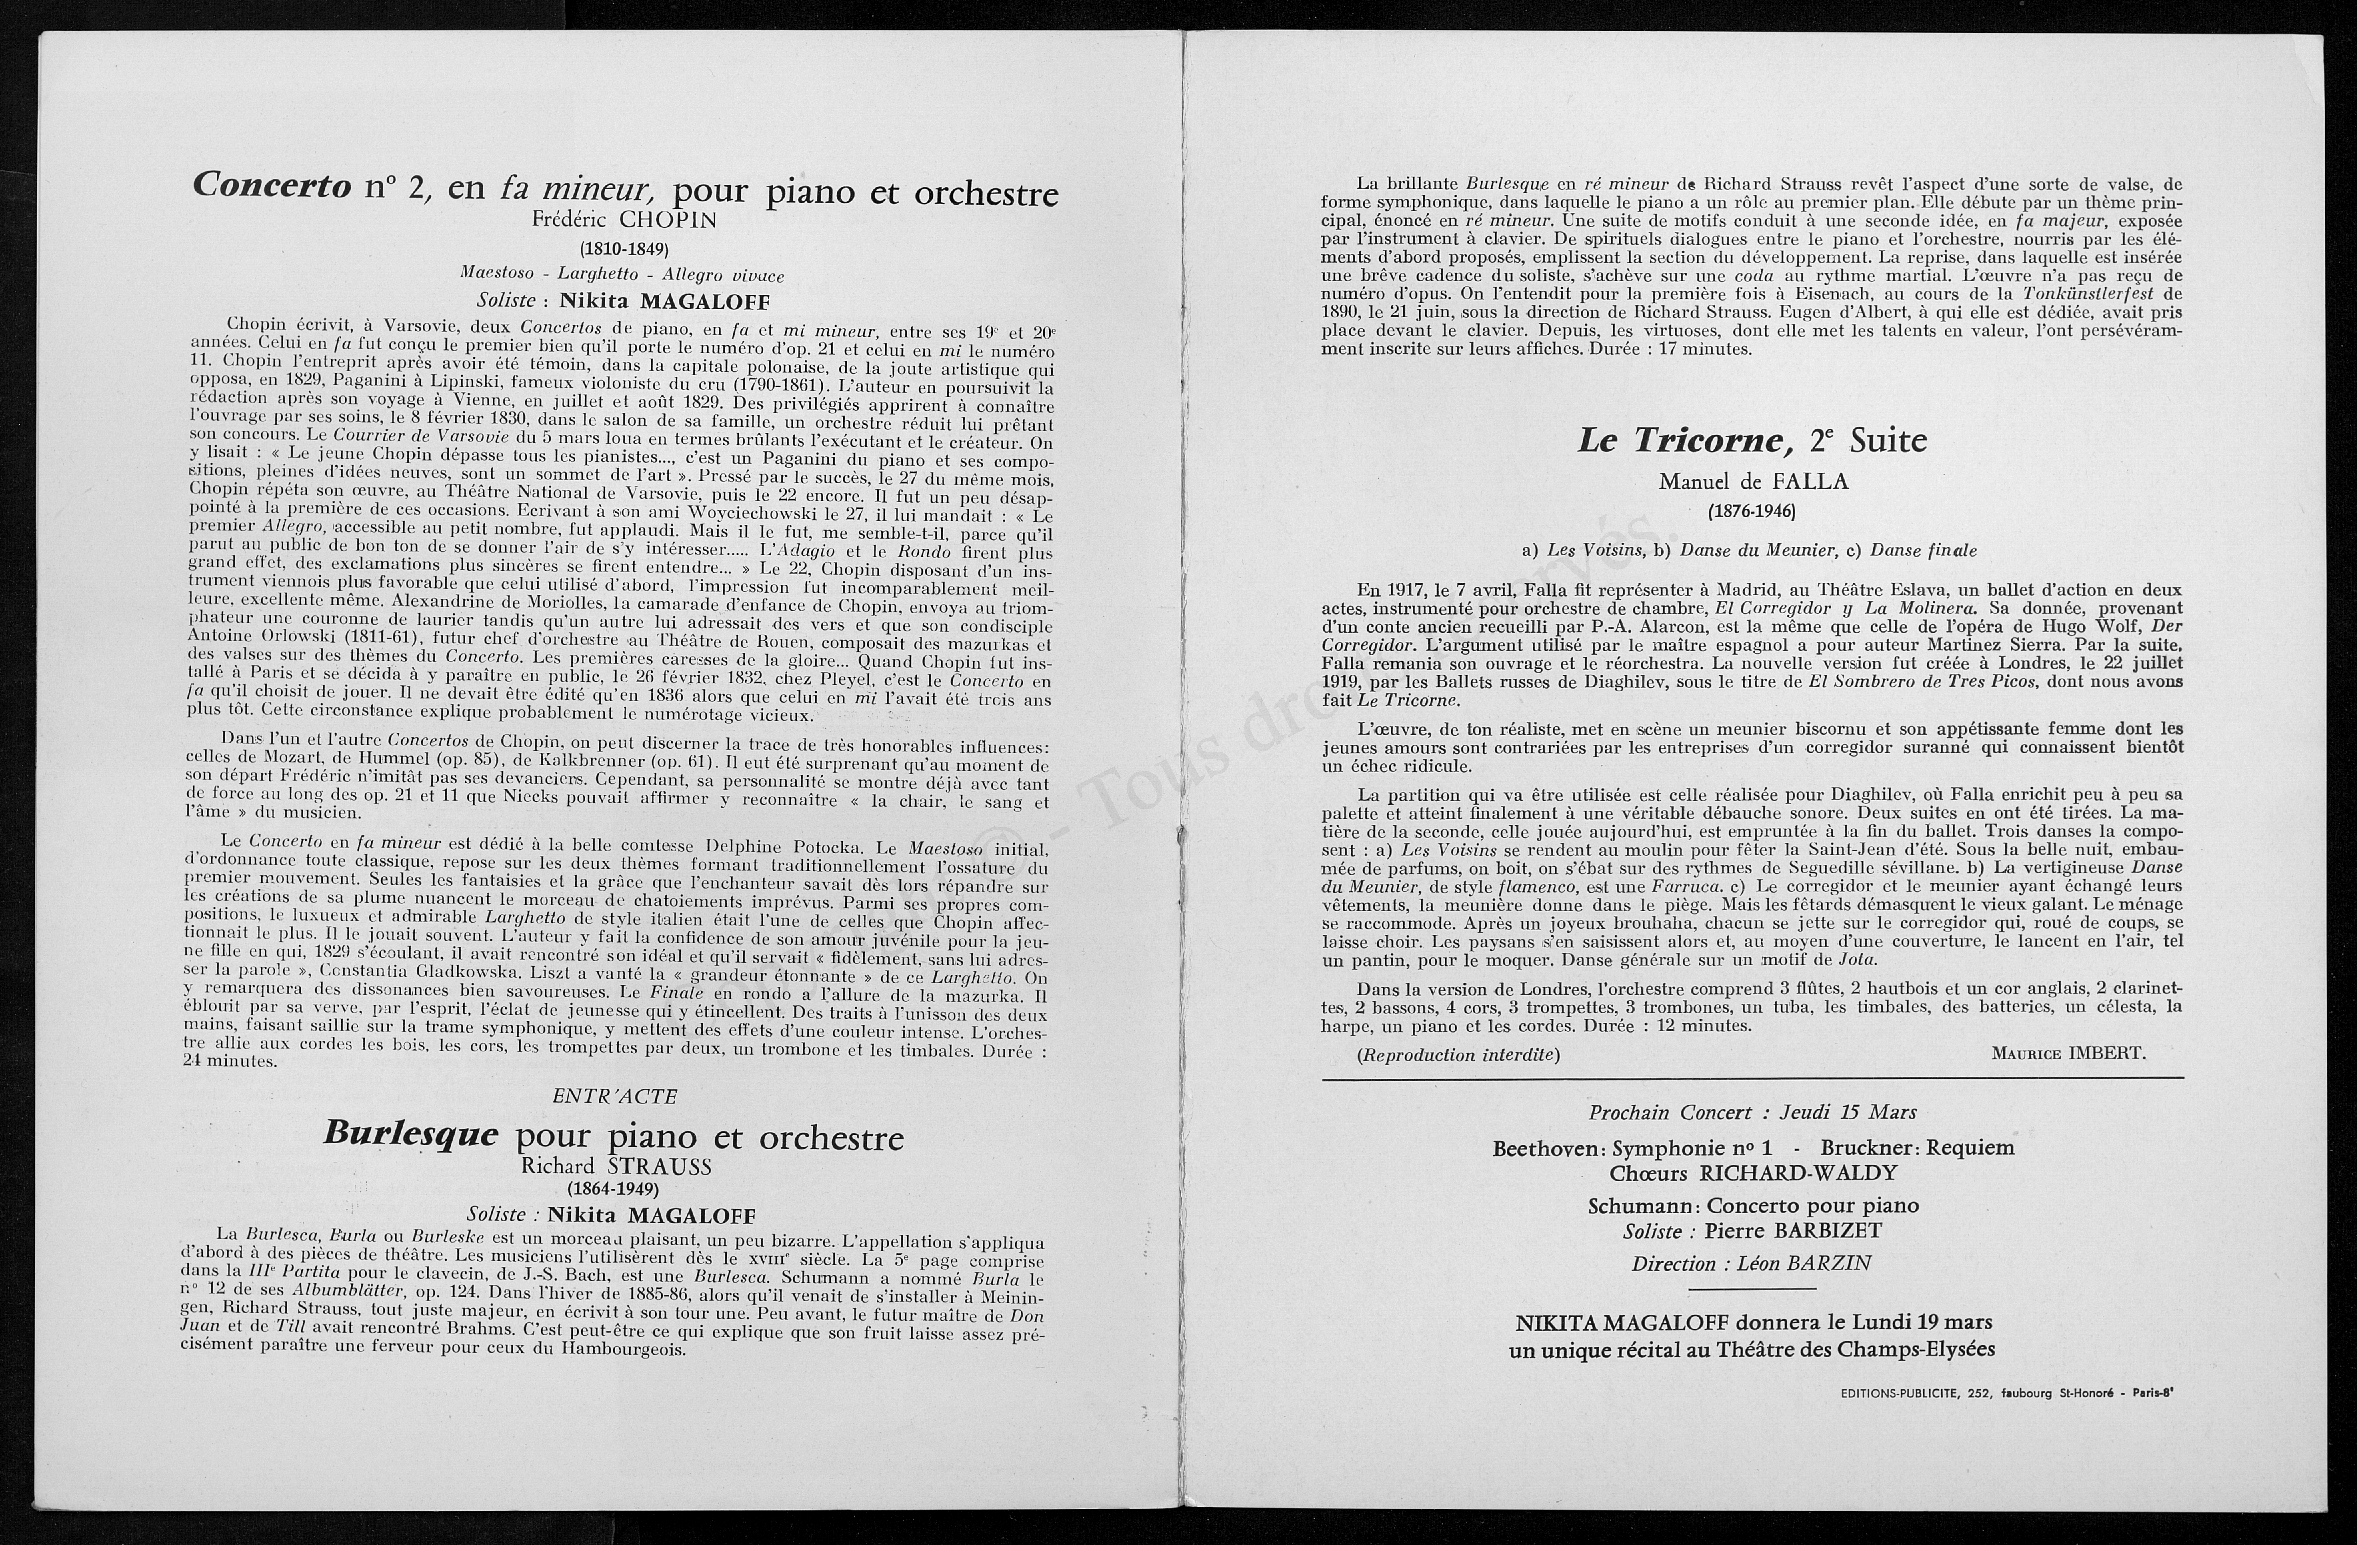 Concerto n° 2, en fa mineur, pour piano et orchestre
Frédéric CHOPIN
(1810-1849)
Maestoso - Larghetto - Allegro vivace
Soliste : Nikita MAGALOFF
Chopin écrivit, à Varsovie, deux Concertos de piano, en fa et mi mineur, entre ses 19e et 20e
années. Celui en fa fut conçu le premier bien qu'il porte le numéro d'op. 21 et celui en mi le numéro
11. Chopin l'entreprit après avoir été témoin, dans la capitale polonaise, de la joute artistique qui
opposa, en 1829, Paganini à Lipinski, fameux violoniste du cru (1790-1861). L'auteur en poursuivit la
rédaction après son voyage à Vienne, en juillet et août 1829. Des privilégiés apprirent à connaître
l'ouvrage par ses soins, le 8 février 1830, dans le salon de sa famille, un orchestre réduit lui prêtant
son concours. Le Courrier de Varsovie du 5 mars loua en termes brûlants l'exécutant et le créateur. On
y lisait : « Le jeune Chopin dépasse tous les pianistes..., c'est un Paganini du piano et ses compo-
sitions, pleines d'idées neuves, sont un sommet de l'art ». Pressé par le succès, le 27 du même mois,
Chopin répéta son œuvre, au Théâtre National de Varsovie, puis le 22 encore. Il fut un peu désap-
pointé à la première de ces occasions. Ecrivant à son ami Woyciechowski le 27, il lui mandait : « Le
premier Allegro, accessible au petit nombre, fut applaudi. Mais il le fut, me semble-t-il, parce qu'il
parut au public de bon ton de se donner l'air de s'y intéresser..... L'Adagio et le Rondo firent plus
grand effet, des exclamations plus sincères se firent entendre... » Le 22, Chopin disposant d'un ins-
trument viennois plus favorable que celui utilisé d'abord, l'impression fut incomparablement meil-
leure, excellente même. Alexandrine de Moriolles, la camarade d'enfance de Chopin, envoya au triom-
phateur une couronne de laurier tandis qu'un autre lui adressait des vers et que son condisciple
Antoine Orlowski (1811-61), futur chef d'orchestre au Théâtre de Rouen, composait des mazurkas et
des valses sur des thèmes du Concerto. Les premières caresses de la gloire... Quand Chopin fut ins-
tallé à Paris et se décida à y paraître en public, le 26 février 1832, chez Pleyel, c'est le Concerto en
fa qu'il choisit de jouer. Il ne devait être édité qu'en 1836 alors que celui en mi l'avait été trois ans
plus tôt. Cette circonstance explique probablement le numérotage vicieux.
Dans l'un et l'autre Concertos de Chopin, on peut discerner la trace de très honorables influences:
celles de Mozart, de Hummel (op. 85), de Kalkbrenner (op. 61). Il eut été surprenant qu'au moment de
son départ Frédéric n'imitât pas ses devanciers. Cependant, sa personnalité se montre déjà avec tant
de force au long des op. 21 et 11 que Niecks pouvait affirmer y reconnaître « la chair, le sang et
l'âme » du musicien.
Le Concerto en fa mineur est dédié à la belle comtesse Delphine Potocka. Le Maestoso initial,
d'ordonnance toute classique, repose sur les deux thèmes formant traditionnellement l'ossature du
premier mouvement. Seules les fantaisies et la grâce que l'enchanteur savait dès lors répandre sur
les créations de sa plume nuancent le morceau de chatoiements imprévus. Parmi ses propres com-
positions, le luxueux et admirable Larghetto de style italien était l'une de celles que Chopin affec-
tionnait le plus. Il le jouait souvent. L'auteur y fait la confidence de son amour juvénile pour la jeu-
ne fille en qui, 1829 s'écoulant, il avait rencontré son idéal et qu'il servait « fidèlement, sans lui adres-
ser la parole », Constantia Gladkowska. Liszt a vanté la « grandeur étonnante » de ce Larghetto. On
y remarquera des dissonances bien savoureuses. Le Finale en rondo a l'allure de la mazurka. Il
éblouit par sa verve, par l'esprit, l'éclat de jeunesse qui y étincellent. Des traits à l'unisson des deux
mains, faisant saillie sur la trame symphonique, y mettent des effets d'une couleur intense. L'orches-
tre allie aux cordes les bois, les cors, les trompettes par deux, un trombone et les timbales. Durée :
24 minutes.
ENTR'ACTE
Burlesque pour piano et orchestre
Richard STRAUSS
(1864-1949)
Soliste : Nikita MAGALOFF
La Burlesca, Burla ou Burleske est un morceau plaisant, un peu bizarre. L'appellation s'appliqua
d'abord à des pièces de théâtre. Les musiciens l'utilisèrent dès le XVIIIe siècle. La 5e page comprise
dans la IIIe Partita pour le clavecin, de J.-S. Bach, est une Burlesca. Schumann a nommé Burla le
n° 12 de ses Albumblätter, op. 124. Dans l'hiver de 1885-86, alors qu'il venait de s'installer à Meinin-
gen, Richard Strauss, tout juste majeur, en écrivit à son tour une. Peu avant, le futur maître de Don
Juan et de Till avait rencontré Brahms. C'est peut-être ce qui explique que son fruit laisse assez pré-
cisément paraître une ferveur pour ceux du Hambourgeois.
La brillante Burlesque en ré mineur de Richard Strauss revêt l'aspect d'une sorte de valse, de
forme symphonique, dans laquelle le piano a un rôle au premier plan. Elle débute par un thème prin-
cipal, énoncé en ré mineur. Une suite de motifs conduit à une seconde idée, en fa majeur, exposée
par l'instrument à clavier. De spirituels dialogues entre le piano et l'orchestre, nourris par les élé-
ments d'abord proposés, emplissent la section du développement. La reprise, dans laquelle est insérée
une brêve cadence du soliste, s'achève sur une coda au rythme martial. L'œuvre n'a pas reçu de
numéro d'opus. On l'entendit pour la première fois à Eisenach, au cours de la Tonkünstlerfest de
1890, le 21 juin, sous la direction de Richard Strauss. Eugen d'Albert, à qui elle est dédiée, avait pris
place devant le clavier. Depuis, les virtuoses, dont elle met les talents en valeur, l'ont persévéram-
ment inscrite sur leurs affiches. Durée : 17 minutes.
Le Tricorne, 2e Suite
Manuel de FALLA
(1876-1946)
a) Les Voisins, b) Danse du Meunier, c) Danse finale
En 1917, le 7 avril, Falla fit représenter à Madrid, au Théâtre Eslava, un ballet d'action en deux
actes, instrumenté pour orchestre de chambre, El Corregidor y La Molinera. Sa donnée, provenant
d'un conte ancien recueilli par P.-A. Alarcon, est la même que celle de l'opéra de Hugo Wolf, Der
Corregidor. L'argument utilisé par le maître espagnol a pour auteur Martinez Sierra. Par la suite,
Falla remania son ouvrage et le réorchestra. La nouvelle version fut créée à Londres, le 22 juillet
1919, par les Ballets russes de Diaghilev, sous le titre de El Sombrero de Tres Picos, dont nous avons
fait Le Tricorne.
L'œuvre, de ton réaliste, met en scène un meunier biscornu et son appétissante femme dont les
jeunes amours sont contrariées par les entreprises d'un corregidor suranné qui connaissent bientôt
un échec ridicule.
La partition qui va être utilisée est celle réalisée pour Diaghilev, où Falla enrichit peu à peu sa
palette et atteint finalement à une véritable débauche sonore. Deux suites en ont été tirées. La ma-
tière de la seconde, celle jouée aujourd'hui, est empruntée à la fin du ballet. Trois danses la compo-
sent : a) Les Voisins se rendent au moulin pour fêter la Saint-Jean d'été. Sous la belle nuit, embau-
mée de parfums, on boit, on s'ébat sur des rythmes de Seguedille sévillane. b) La vertigineuse Danse
du Meunier, de style flamenco, est une Farruca. c) Le corregidor et le meunier ayant échangé leurs
vêtements, la meunière donne dans le piège. Mais les fêtards démasquent le vieux galant. Le ménage
se raccommode. Après un joyeux brouhaha, chacun se jette sur le corregidor qui, roué de coups, se
laisse choir. Les paysans s'en saisissent alors et, au moyen d'une couverture, le lancent en l'air, tel
un pantin, pour le moquer. Danse générale sur un motif de Jota.
Dans la version de Londres, l'orchestre comprend 3 flûtes, 2 hautbois et un cor anglais, 2 clarinet-
tes, 2 bassons, 4 cors, 3 trompettes, 3 trombones, un tuba, les timbales, des batteries, un célesta, la
harpe, un piano et les cordes. Durée : 12 minutes.
(Reproduction interdite) MAURICE IMBERT.
Prochain Concert : Jeudi 15 Mars
Beethoven: Symphonie n° 1 - Bruckner: Requiem
Chœurs RICHARD-WALDY
Schumann: Concerto pour piano
Soliste : Pierre BARBIZET
Direction : Léon BARZIN
NIKITA MAGALOFF donnera le Lundi 19 mars
un unique récital au Théâtre des Champs-Elysées
EDITIONS-PUBLICITE, 252, faubourg St-Honoré - Paris-8e